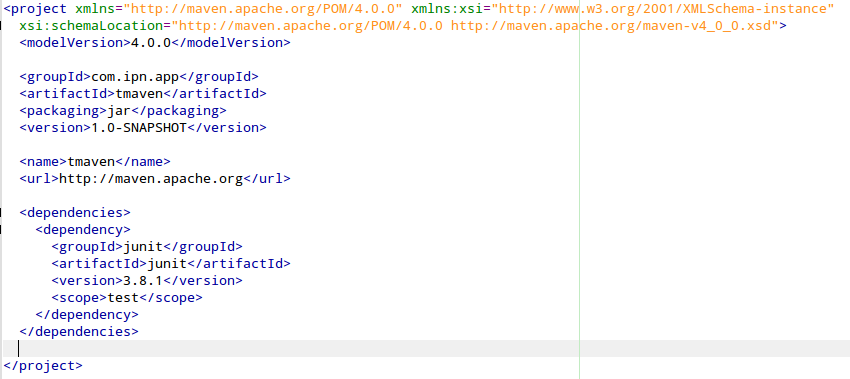 <project xmlns="http://maven.apache.org/POM/4.0.0" xmlns:xsi="http://www.w3.org/2001/XMLSchema-instance"
xsi:schemaLocation="http://maven.apache.org/POM/4.0.0 http://maven.apache.org/maven-v4_0_0.xsd">
<modelVersion>4.0.0</modelVersion>
<groupId>com.ipn.app</groupId>
<artifactId>tmaven</artifactId>
<packaging>jar</packaging>
<version>1.0-SNAPSHOT</version>
<name>tmaven</name>
<url>http://maven.apache.org</url>
<dependencies>
<dependency>
<groupId>junit</groupId>
<artifactId>junit</artifactId>
<version>3.8.1</version>
<scope>test</scope>
</dependency>
</dependencies>
</project>